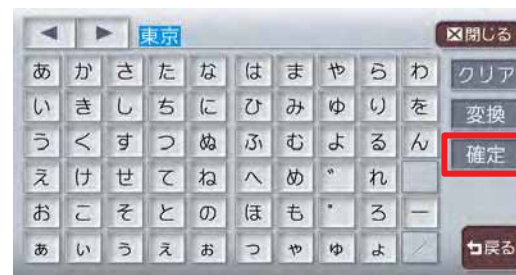 ◀ ▶ 東京 ☒閉じる
あ か さ た な は ま や ら わ クリア
い き し ち に ひ み ゆ り を 変換
う く す つ ぬ ふ む よ る ん 確定
え け せ て ね へ め ゛ れ
お こ そ と の ほ も ゜ ろ ー
ぁ ぃ ぅ ぇ ぉ っ ゃ ゅ ょ ／ 戻る